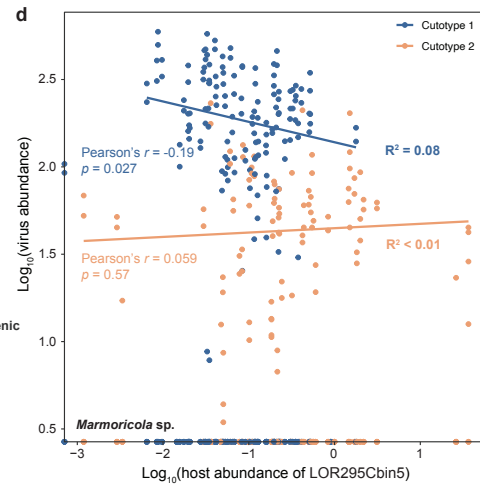 d
Cutotype 1
Cutotype 2
2.5
2.0
1.5
1.0
0.5
Log10(virus abundance)
Pearson's r = -0.19
p = 0.027
R² = 0.08
Pearson's r = 0.059
p = 0.57
R² < 0.01
enic
Marmoricola sp.
−3
−2
−1
0
1
Log10(host abundance of LOR295Cbin5)